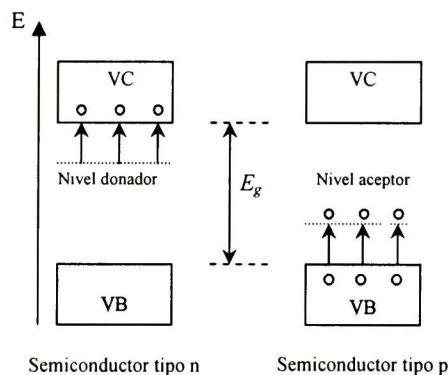 E
VC
VC
Nivel donador
E_g
Nivel aceptor
VB
VB
Semiconductor tipo n
Semiconductor tipo p